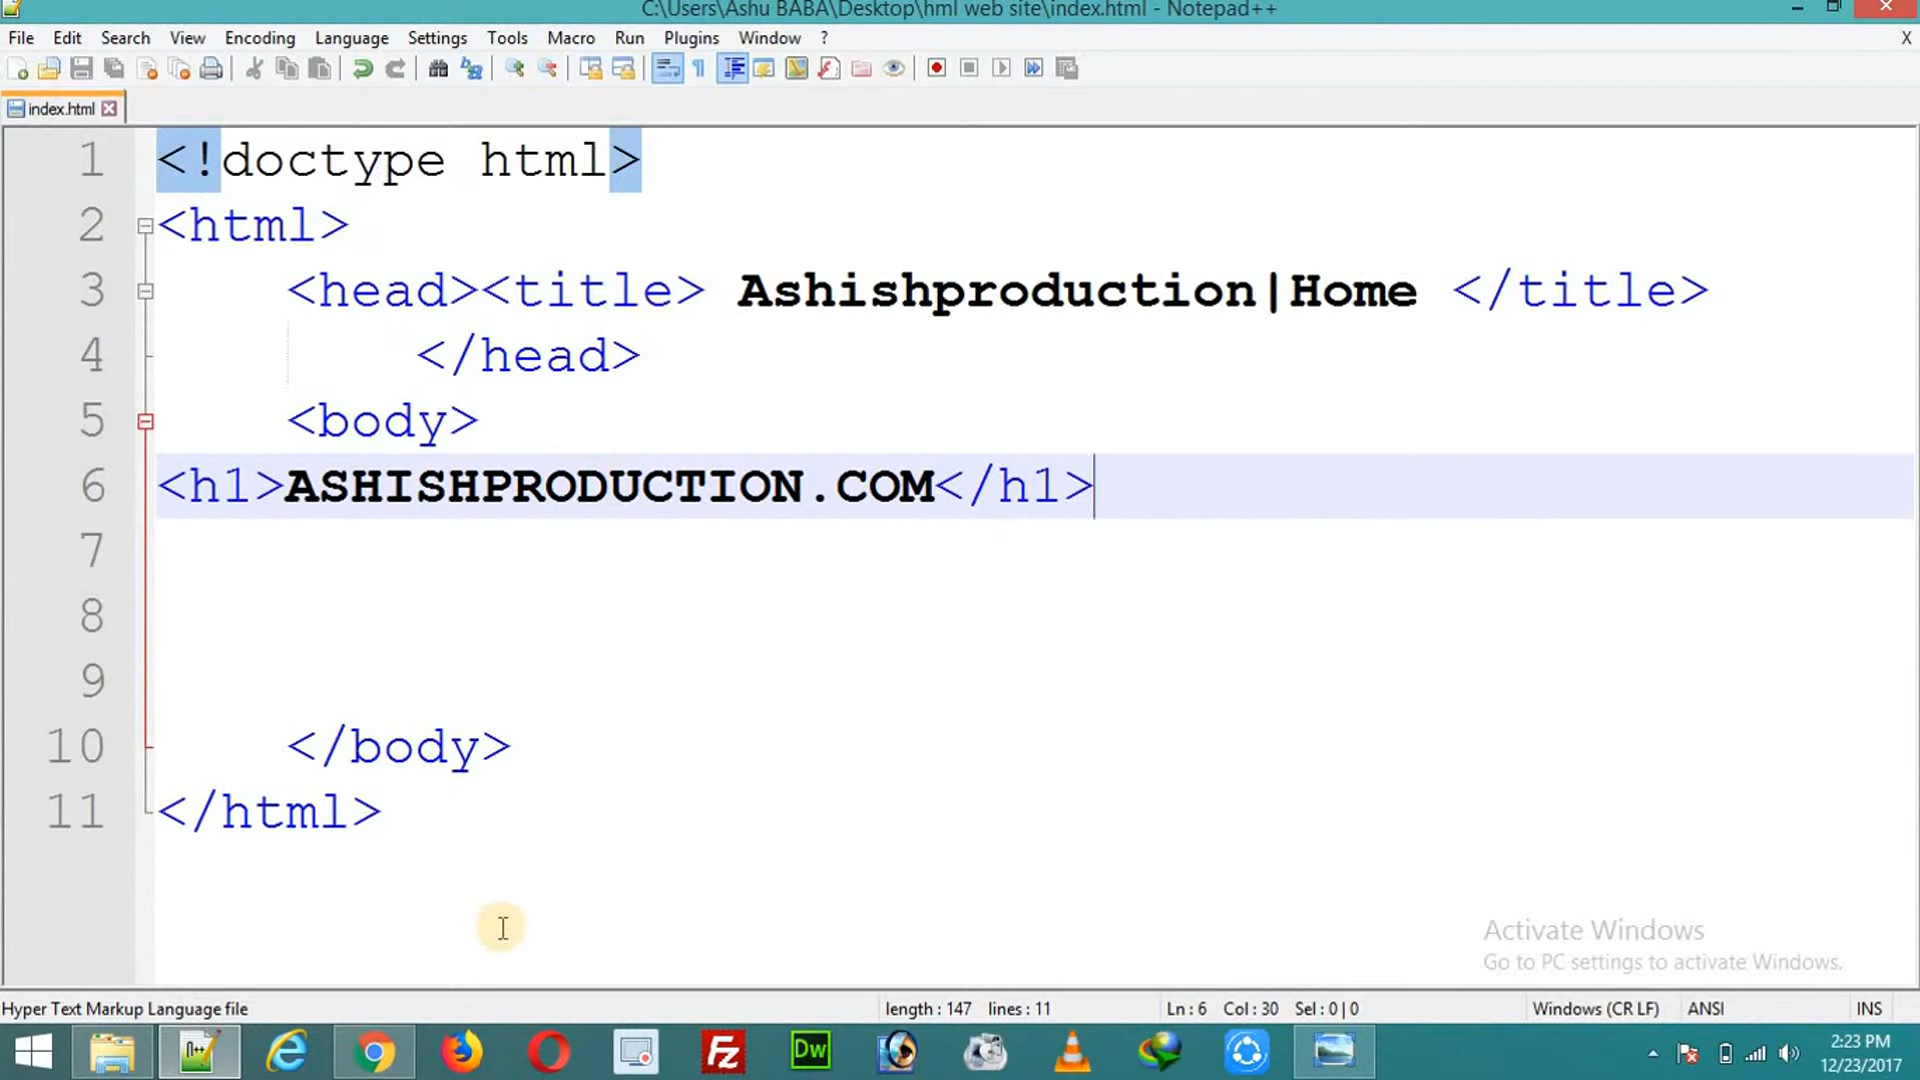 C:\Users\Ashu BABA\Desktop\hml web site\index.html - Notepad++
File Edit Search View Encoding Language Settings Tools Macro Run Plugins Window ? X
index.html
1 <!doctype html>
2 <html>
3 <head><title> Ashishproduction|Home </title>
4 </head>
5 <body>
6 <h1>ASHISHPRODUCTION.COM</h1>
7
8
9
10 </body>
11 </html>
Activate Windows
Go to PC settings to activate Windows.
Hyper Text Markup Language file length : 147 lines : 11 Ln : 6 Col : 30 Sel : 0 | 0 Windows (CR LF) ANSI INS
n++ Fz Dw
2:23 PM
12/23/2017